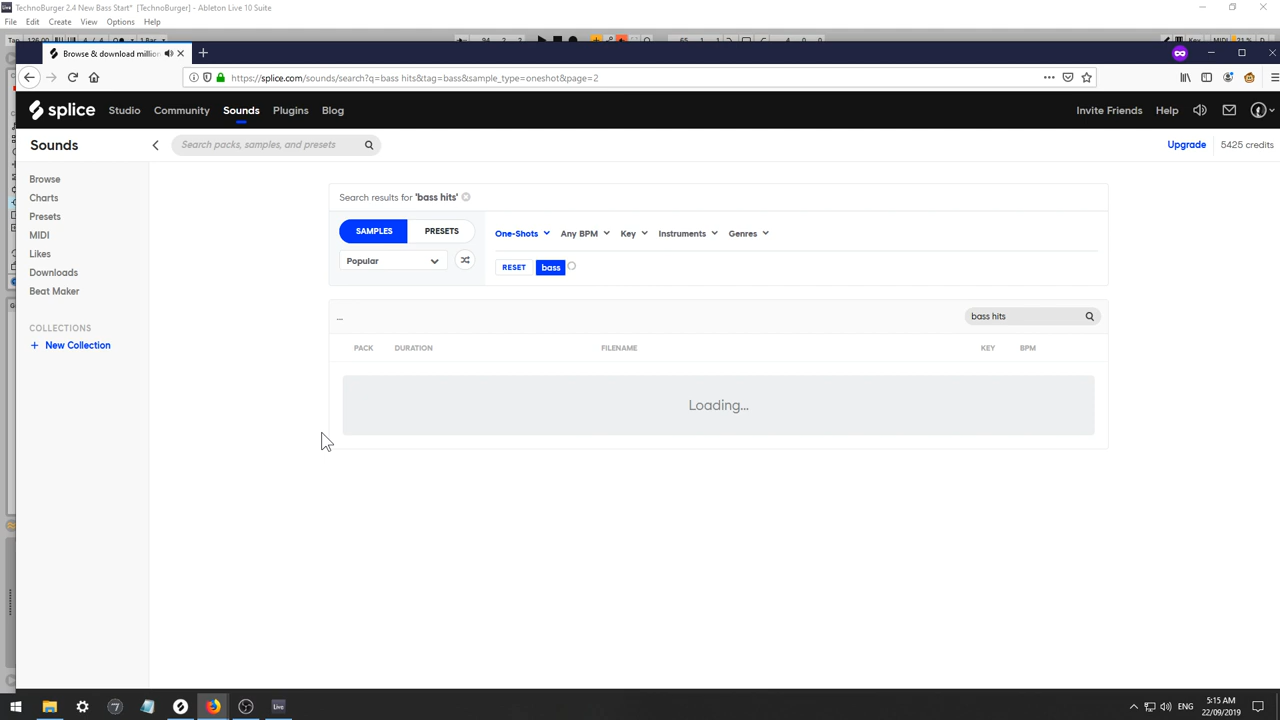 TechnoBurger 2.4 New Bass Start* [TechnoBurger] - Ableton Live 10 Suite
File Edit Create View Options Help
Browse & download million
https://splice.com/sounds/search?q=bass hits&tag=bass&sample_type=oneshot&page=2
splice Studio Community Sounds Plugins Blog Invite Friends Help
Sounds Search packs, samples, and presets Upgrade 5425 credits
Browse
Charts
Presets
MIDI
Likes
Downloads
Beat Maker
COLLECTIONS
+ New Collection
Search results for 'bass hits'
SAMPLES PRESETS One-Shots Any BPM Key Instruments Genres
Popular RESET bass
... bass hits
PACK DURATION FILENAME KEY BPM
Loading...
Live ENG 5:15 AM
22/09/2019